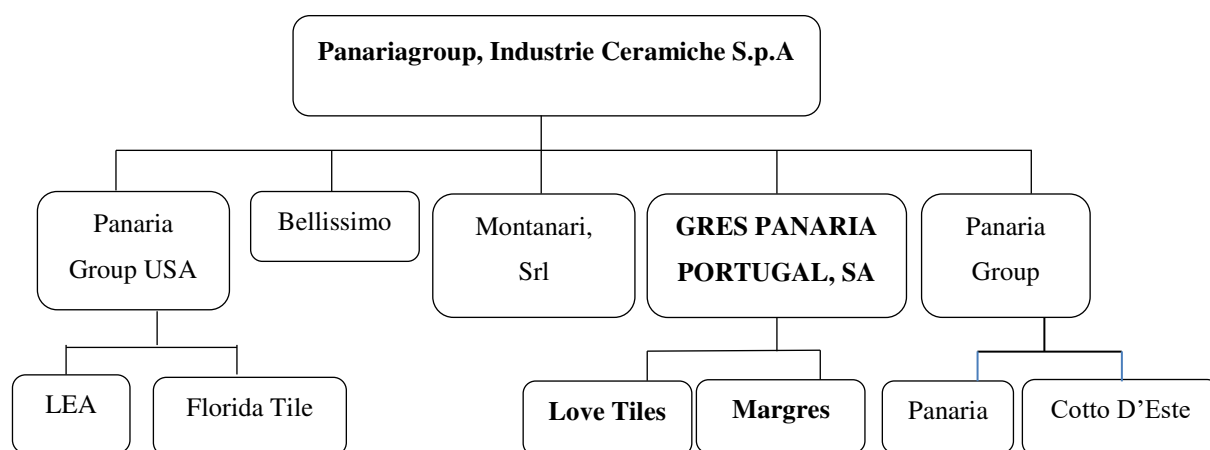 Panariagroup, Industrie Ceramiche S.p.A
Panaria
Group USA
Bellissimo
Montanari,
Srl
GRES PANARIA
PORTUGAL, SA
Panaria
Group
LEA
Florida Tile
Love Tiles
Margres
Panaria
Cotto D’Este